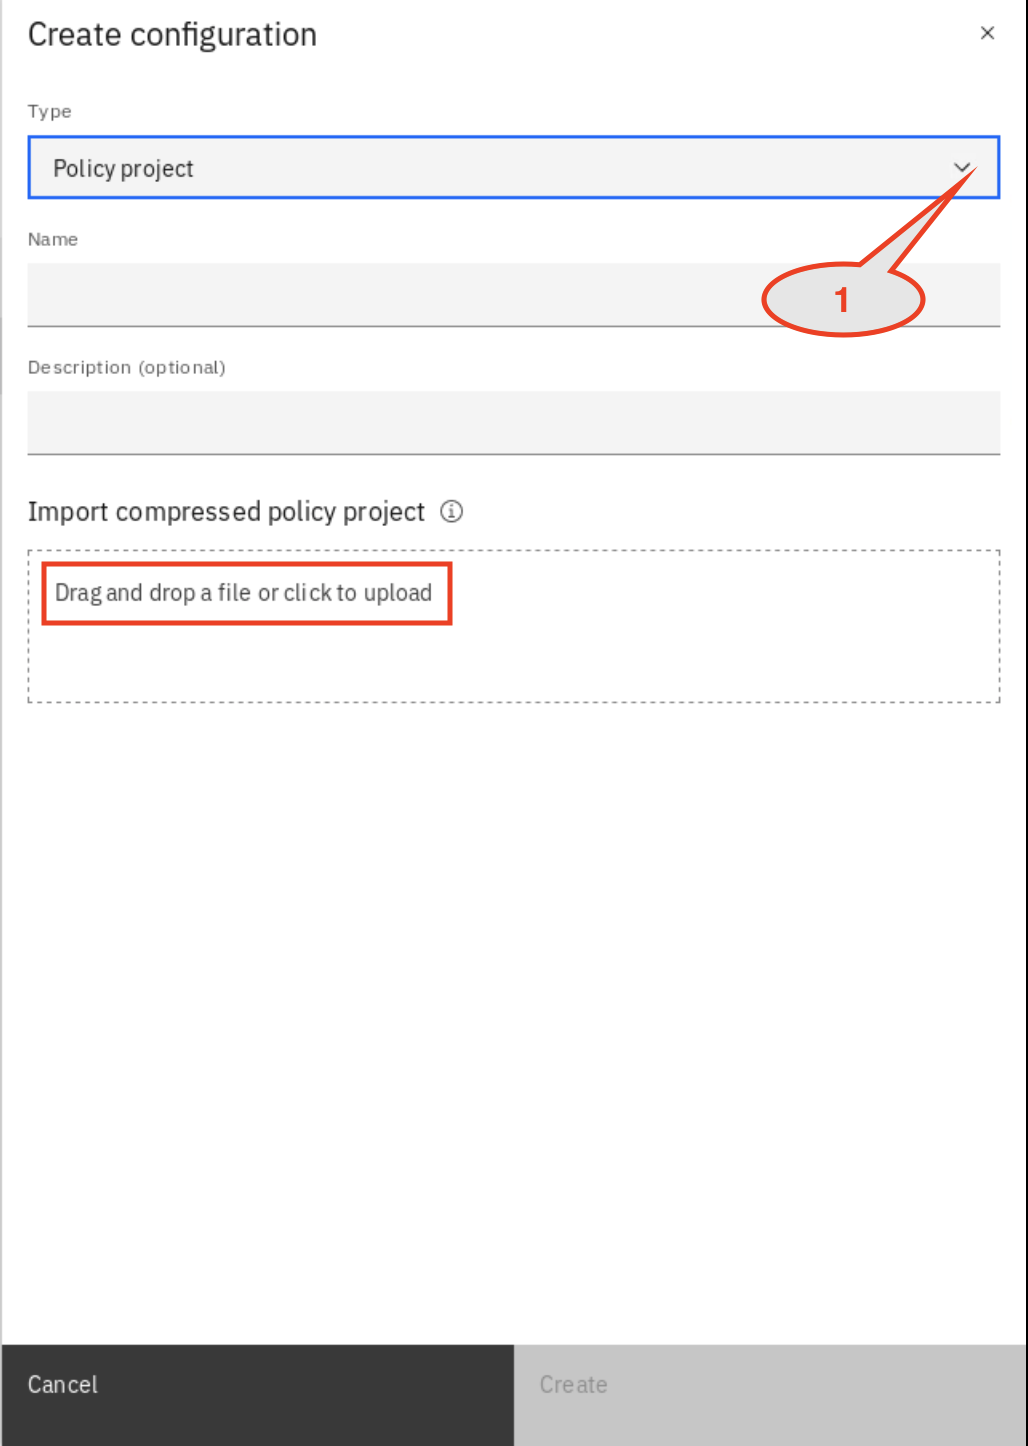 Create configuration
Type
Policy project
Name
1
Description (optional)
Import compressed policy project
Drag and drop a file or click to upload
Cancel
Create